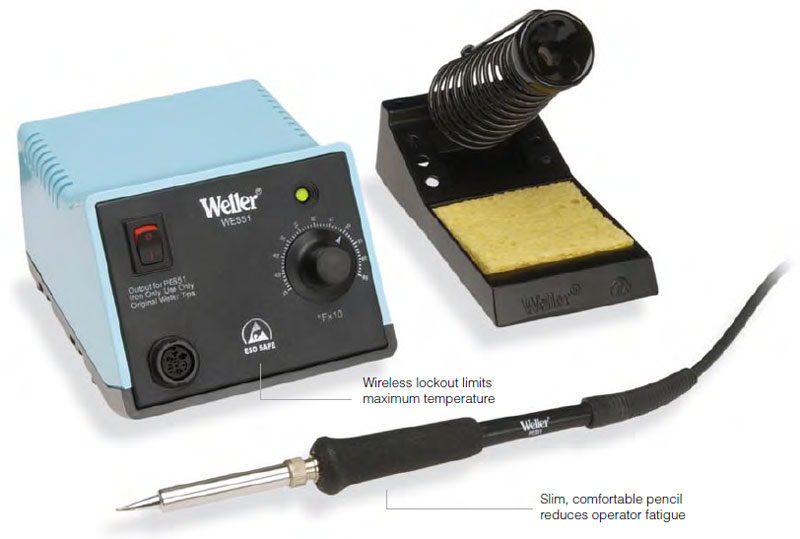 Weller®
WES51
Output for PES51
Iron Only. Use Only
Original Weller Tips
°Fx10
ESD SAFE
Weller®
Wireless lockout limits
maximum temperature
Weller
PES51
Slim, comfortable pencil
reduces operator fatigue